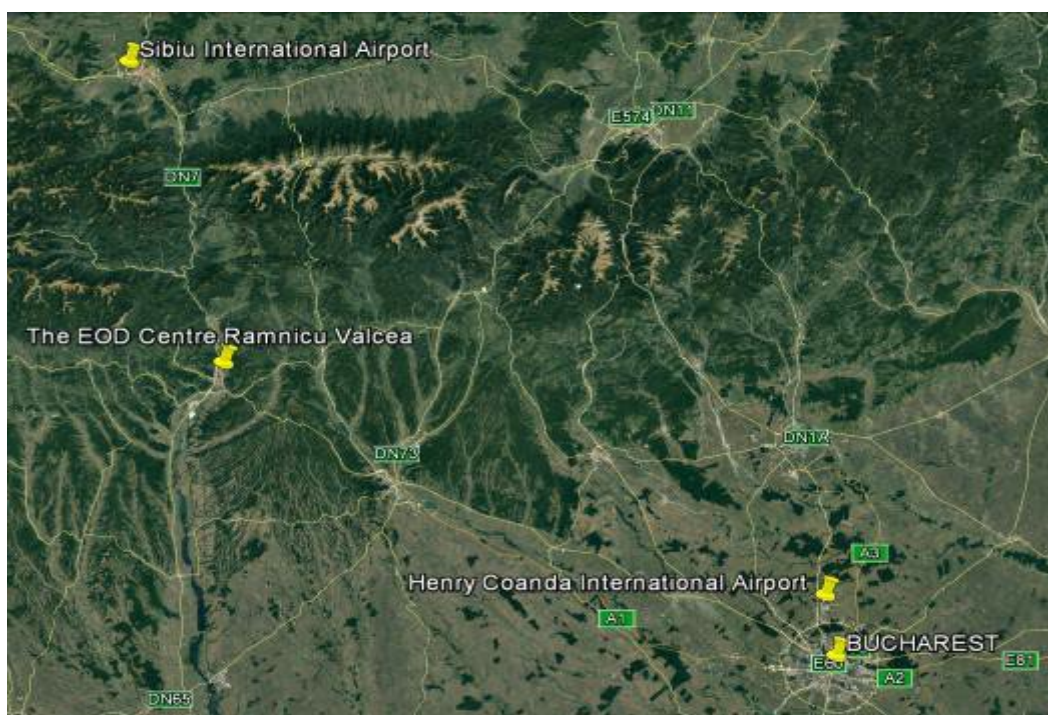 Sibiu International Airport
E574
DN11
DN7
The EOD Centre Ramnicu Valcea
DN1A
DN73
A3
Henry Coanda International Airport
A1
BUCHAREST
E60
E81
A2
DN65